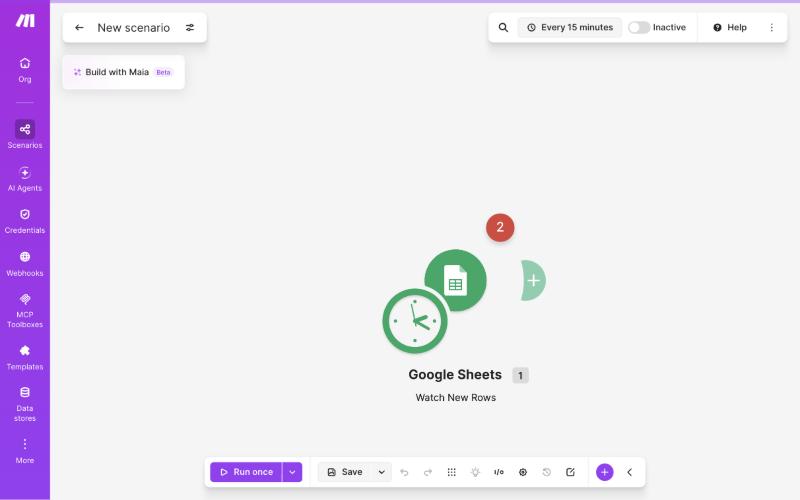 New scenario
Every 15 minutes
Inactive
Help
Build with Maia Beta
Org
Scenarios
AI Agents
Credentials
Webhooks
MCP
Toolboxes
Templates
Data
stores
More
2
Google Sheets 1
Watch New Rows
Run once
Save
I/O